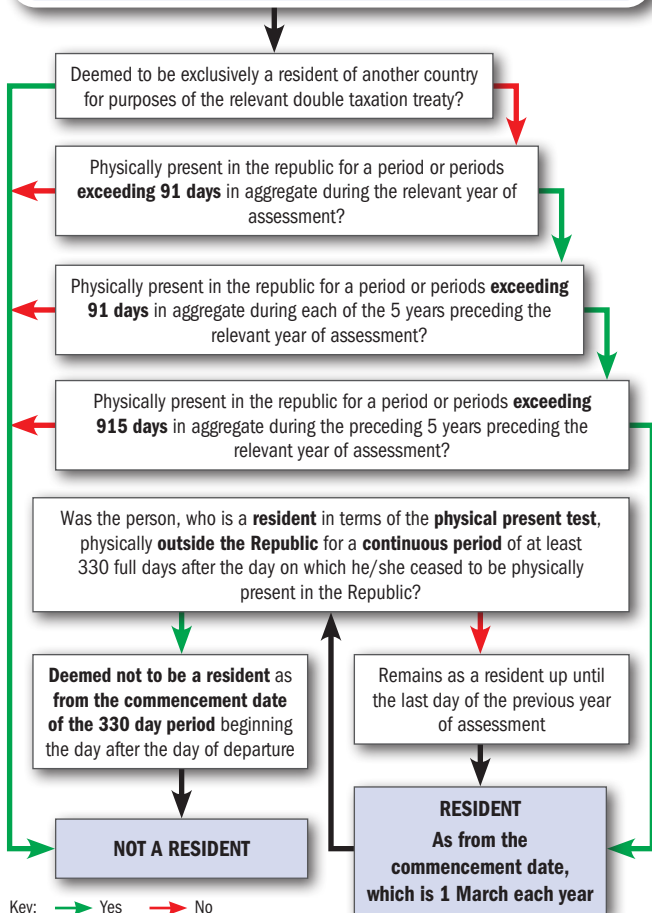 Deemed to be exclusively a resident of another country
for purposes of the relevant double taxation treaty?
Physically present in the republic for a period or periods
exceeding 91 days in aggregate during the relevant year of
assessment?
Physically present in the republic for a period or periods exceeding
91 days in aggregate during each of the 5 years preceding the
relevant year of assessment?
Physically present in the republic for a period or periods exceeding
915 days in aggregate during the preceding 5 years preceding the
relevant year of assessment?
Was the person, who is a resident in terms of the physical present test,
physically outside the Republic for a continuous period of at least
330 full days after the day on which he/she ceased to be physically
present in the Republic?
Deemed not to be a resident as
from the commencement date
of the 330 day period beginning
the day after the day of departure
Remains as a resident up until
the last day of the previous year
of assessment
NOT A RESIDENT
RESIDENT
As from the
commencement date,
which is 1 March each year
Key: Yes No